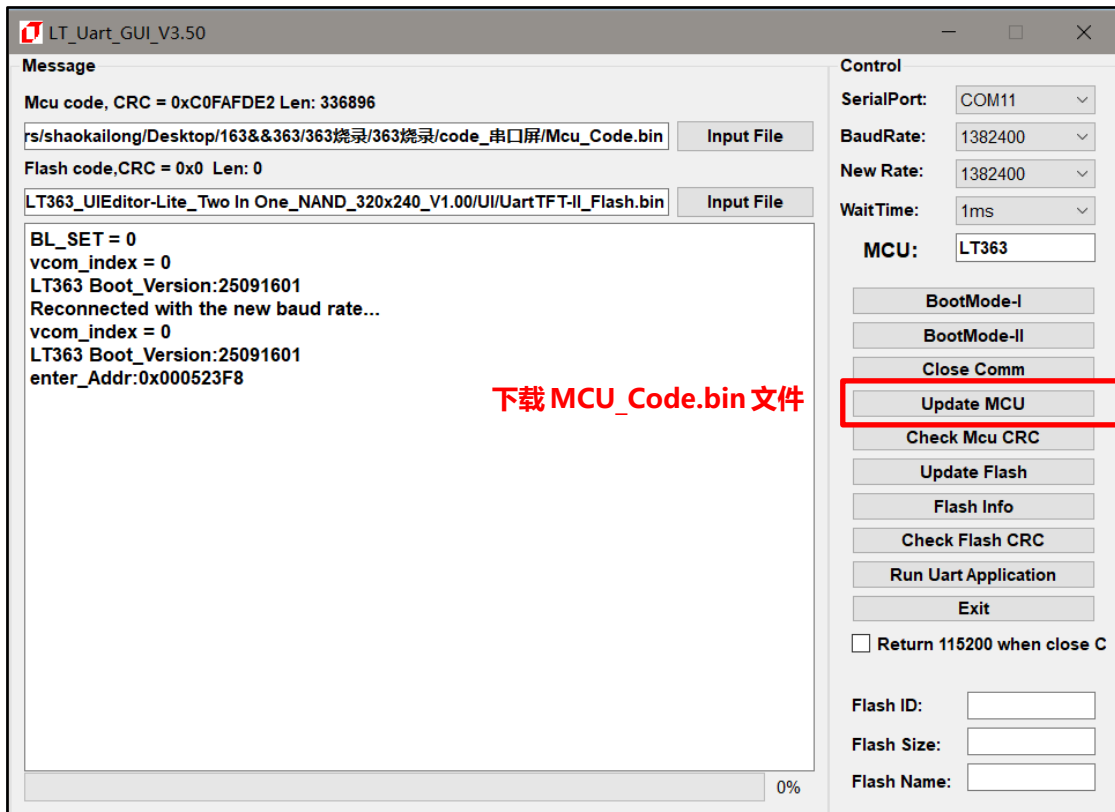 LT_Uart_GUI_V3.50
Message
Mcu code, CRC = 0xC0FAFDE2 Len: 336896
rs/shaokailong/Desktop/163&&363/363烧录/363烧录/code_串口屏/Mcu_Code.bin
Input File
Flash code,CRC = 0x0 Len: 0
LT363_UIEditor-Lite_Two In One_NAND_320x240_V1.00/UI/UartTFT-II_Flash.bin
Input File
BL_SET = 0
vcom_index = 0
LT363 Boot_Version:25091601
Reconnected with the new baud rate...
vcom_index = 0
LT363 Boot_Version:25091601
enter_Addr:0x000523F8
下载 MCU_Code.bin 文件
0%
Control
SerialPort: COM11
BaudRate: 1382400
New Rate: 1382400
WaitTime: 1ms
MCU: LT363
BootMode-I
BootMode-II
Close Comm
Update MCU
Check Mcu CRC
Update Flash
Flash Info
Check Flash CRC
Run Uart Application
Exit
Return 115200 when close C
Flash ID:
Flash Size:
Flash Name: